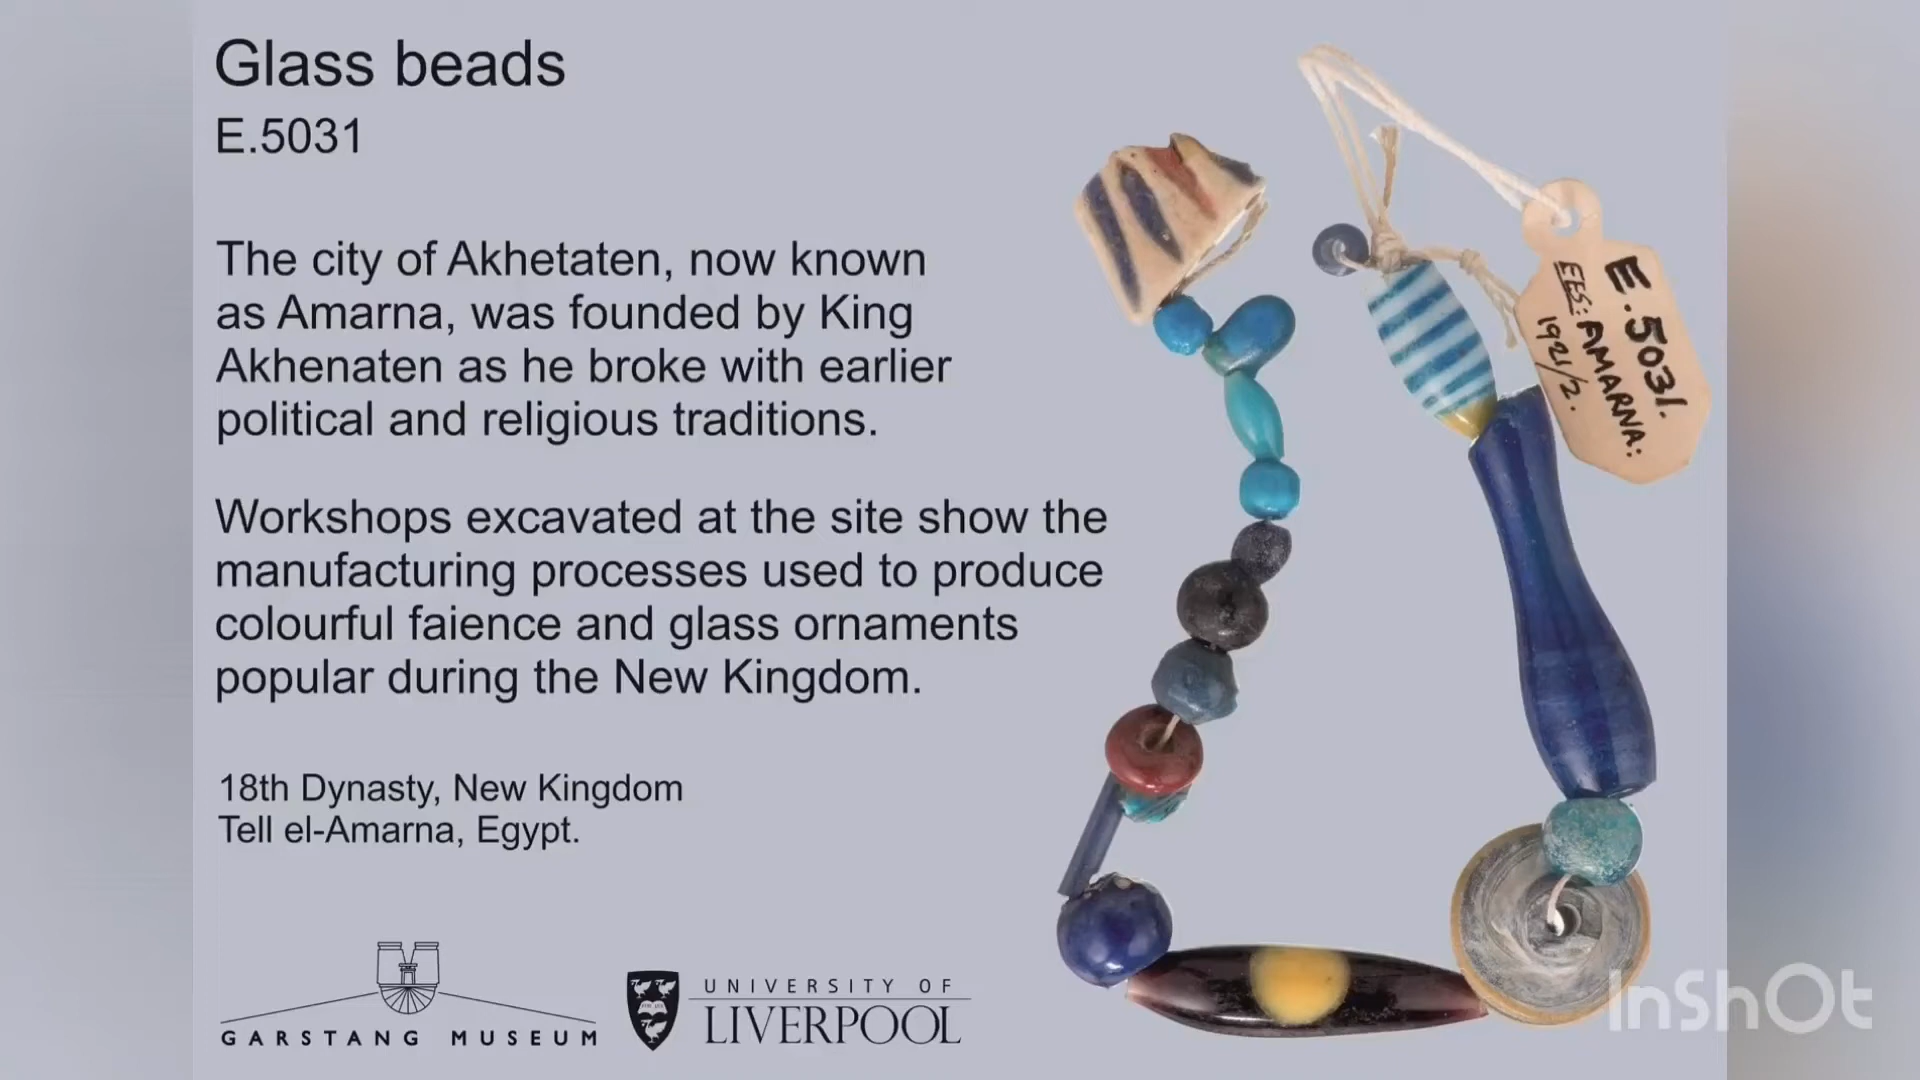 Glass beads
E.5031
The city of Akhetaten, now known
as Amarna, was founded by King
Akhenaten as he broke with earlier
political and religious traditions.
Workshops excavated at the site show the
manufacturing processes used to produce
colourful faience and glass ornaments
popular during the New Kingdom.
18th Dynasty, New Kingdom
Tell el-Amarna, Egypt.
GARSTANG MUSEUM
UNIVERSITY OF
LIVERPOOL
E.5031.
EES: AMARNA:
1921/2.
InShOt